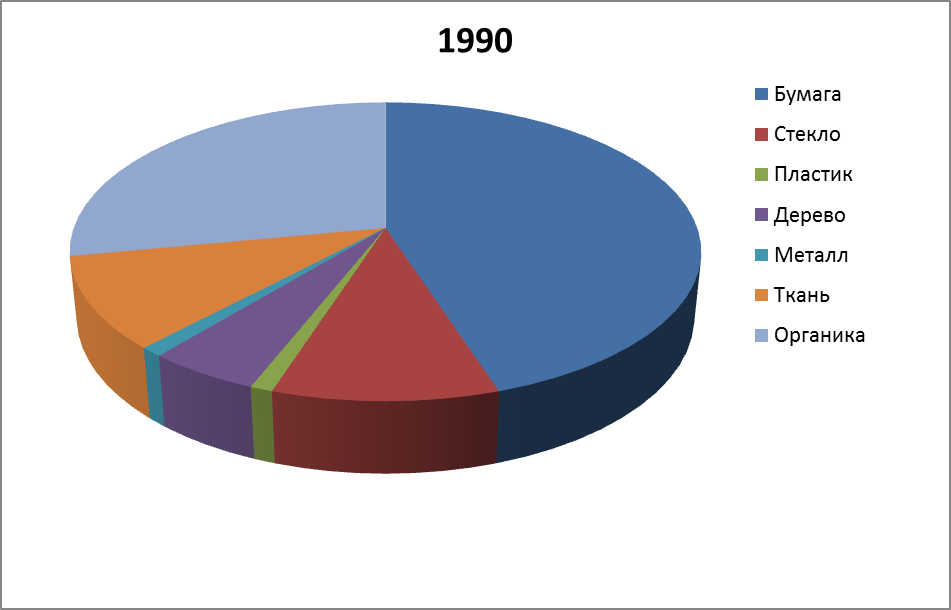 1990
Бумага
Стекло
Пластик
Дерево
Металл
Ткань
Органика